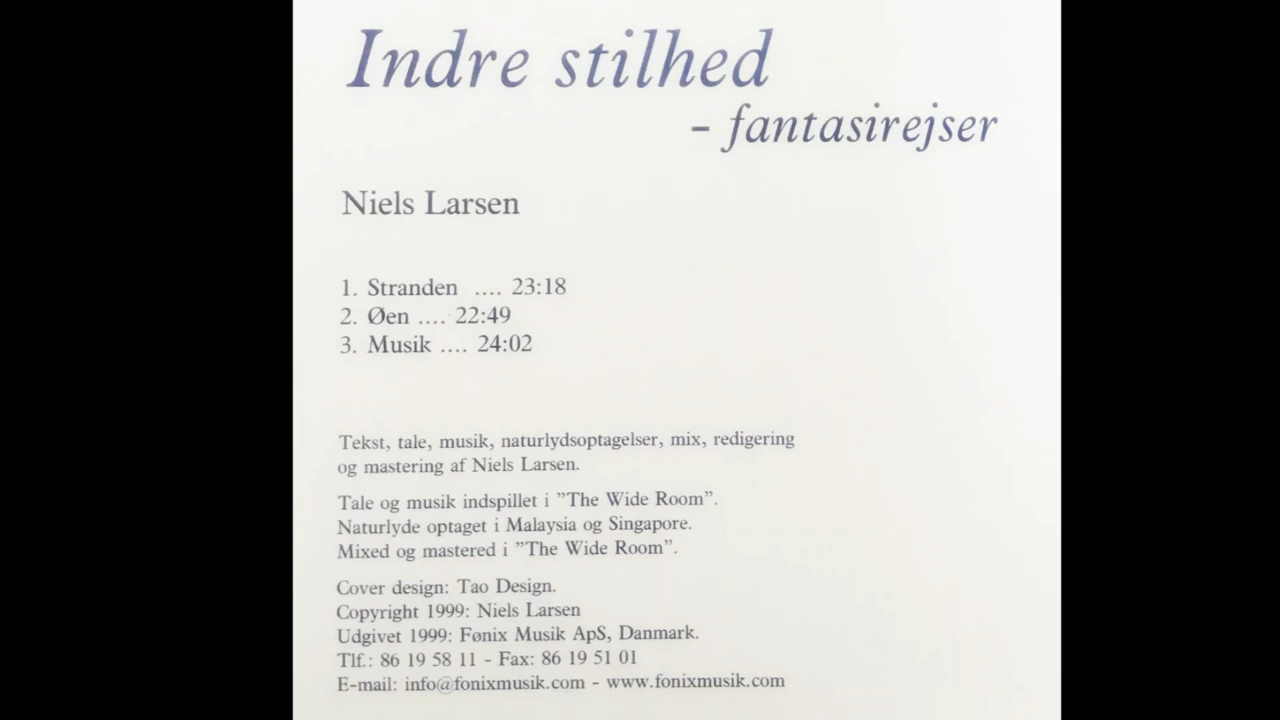 Indre stilhed
- fantasirejser
Niels Larsen
1. Stranden .... 23:18
2. Øen .... 22:49
3. Musik .... 24:02
Tekst, tale, musik, naturlydsoptagelser, mix, redigering
og mastering af Niels Larsen.
Tale og musik indspillet i ”The Wide Room”.
Naturlyde optaget i Malaysia og Singapore.
Mixed og mastered i ”The Wide Room”.
Cover design: Tao Design.
Copyright 1999: Niels Larsen
Udgivet 1999: Fønix Musik ApS, Danmark.
Tlf.: 86 19 58 11 - Fax: 86 19 51 01
E-mail: info@fonixmusik.com - www.fonixmusik.com